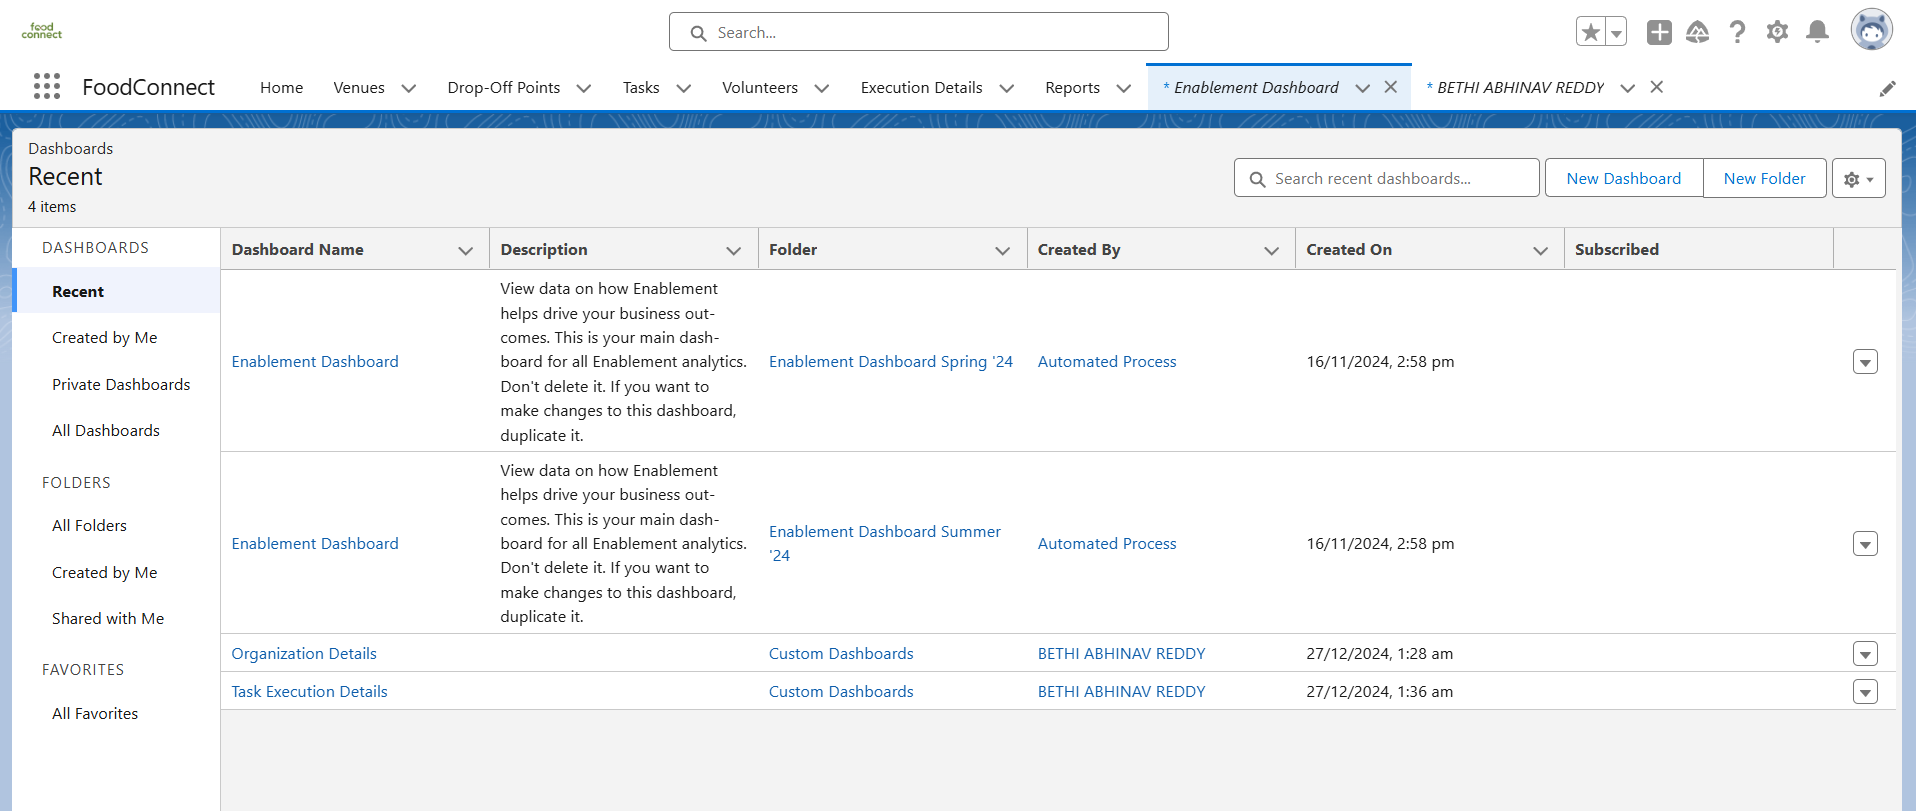 food
connect
Search...
FoodConnect
Home
Venues
Drop-Off Points
Tasks
Volunteers
Execution Details
Reports
* Enablement Dashboard
* BETHI ABHINAV REDDY
Dashboards
Recent
4 items
Search recent dashboards...
New Dashboard
New Folder
DASHBOARDS
Recent
Created by Me
Private Dashboards
All Dashboards
FOLDERS
All Folders
Created by Me
Shared with Me
FAVORITES
All Favorites
Dashboard Name
Description
Folder
Created By
Created On
Subscribed
Enablement Dashboard
View data on how Enablement
helps drive your business out-
comes. This is your main dash-
board for all Enablement analytics.
Don't delete it. If you want to
make changes to this dashboard,
duplicate it.
Enablement Dashboard Spring '24
Automated Process
16/11/2024, 2:58 pm
Enablement Dashboard
View data on how Enablement
helps drive your business out-
comes. This is your main dash-
board for all Enablement analytics.
Don't delete it. If you want to
make changes to this dashboard,
duplicate it.
Enablement Dashboard Summer
'24
Automated Process
16/11/2024, 2:58 pm
Organization Details
Custom Dashboards
BETHI ABHINAV REDDY
27/12/2024, 1:28 am
Task Execution Details
Custom Dashboards
BETHI ABHINAV REDDY
27/12/2024, 1:36 am